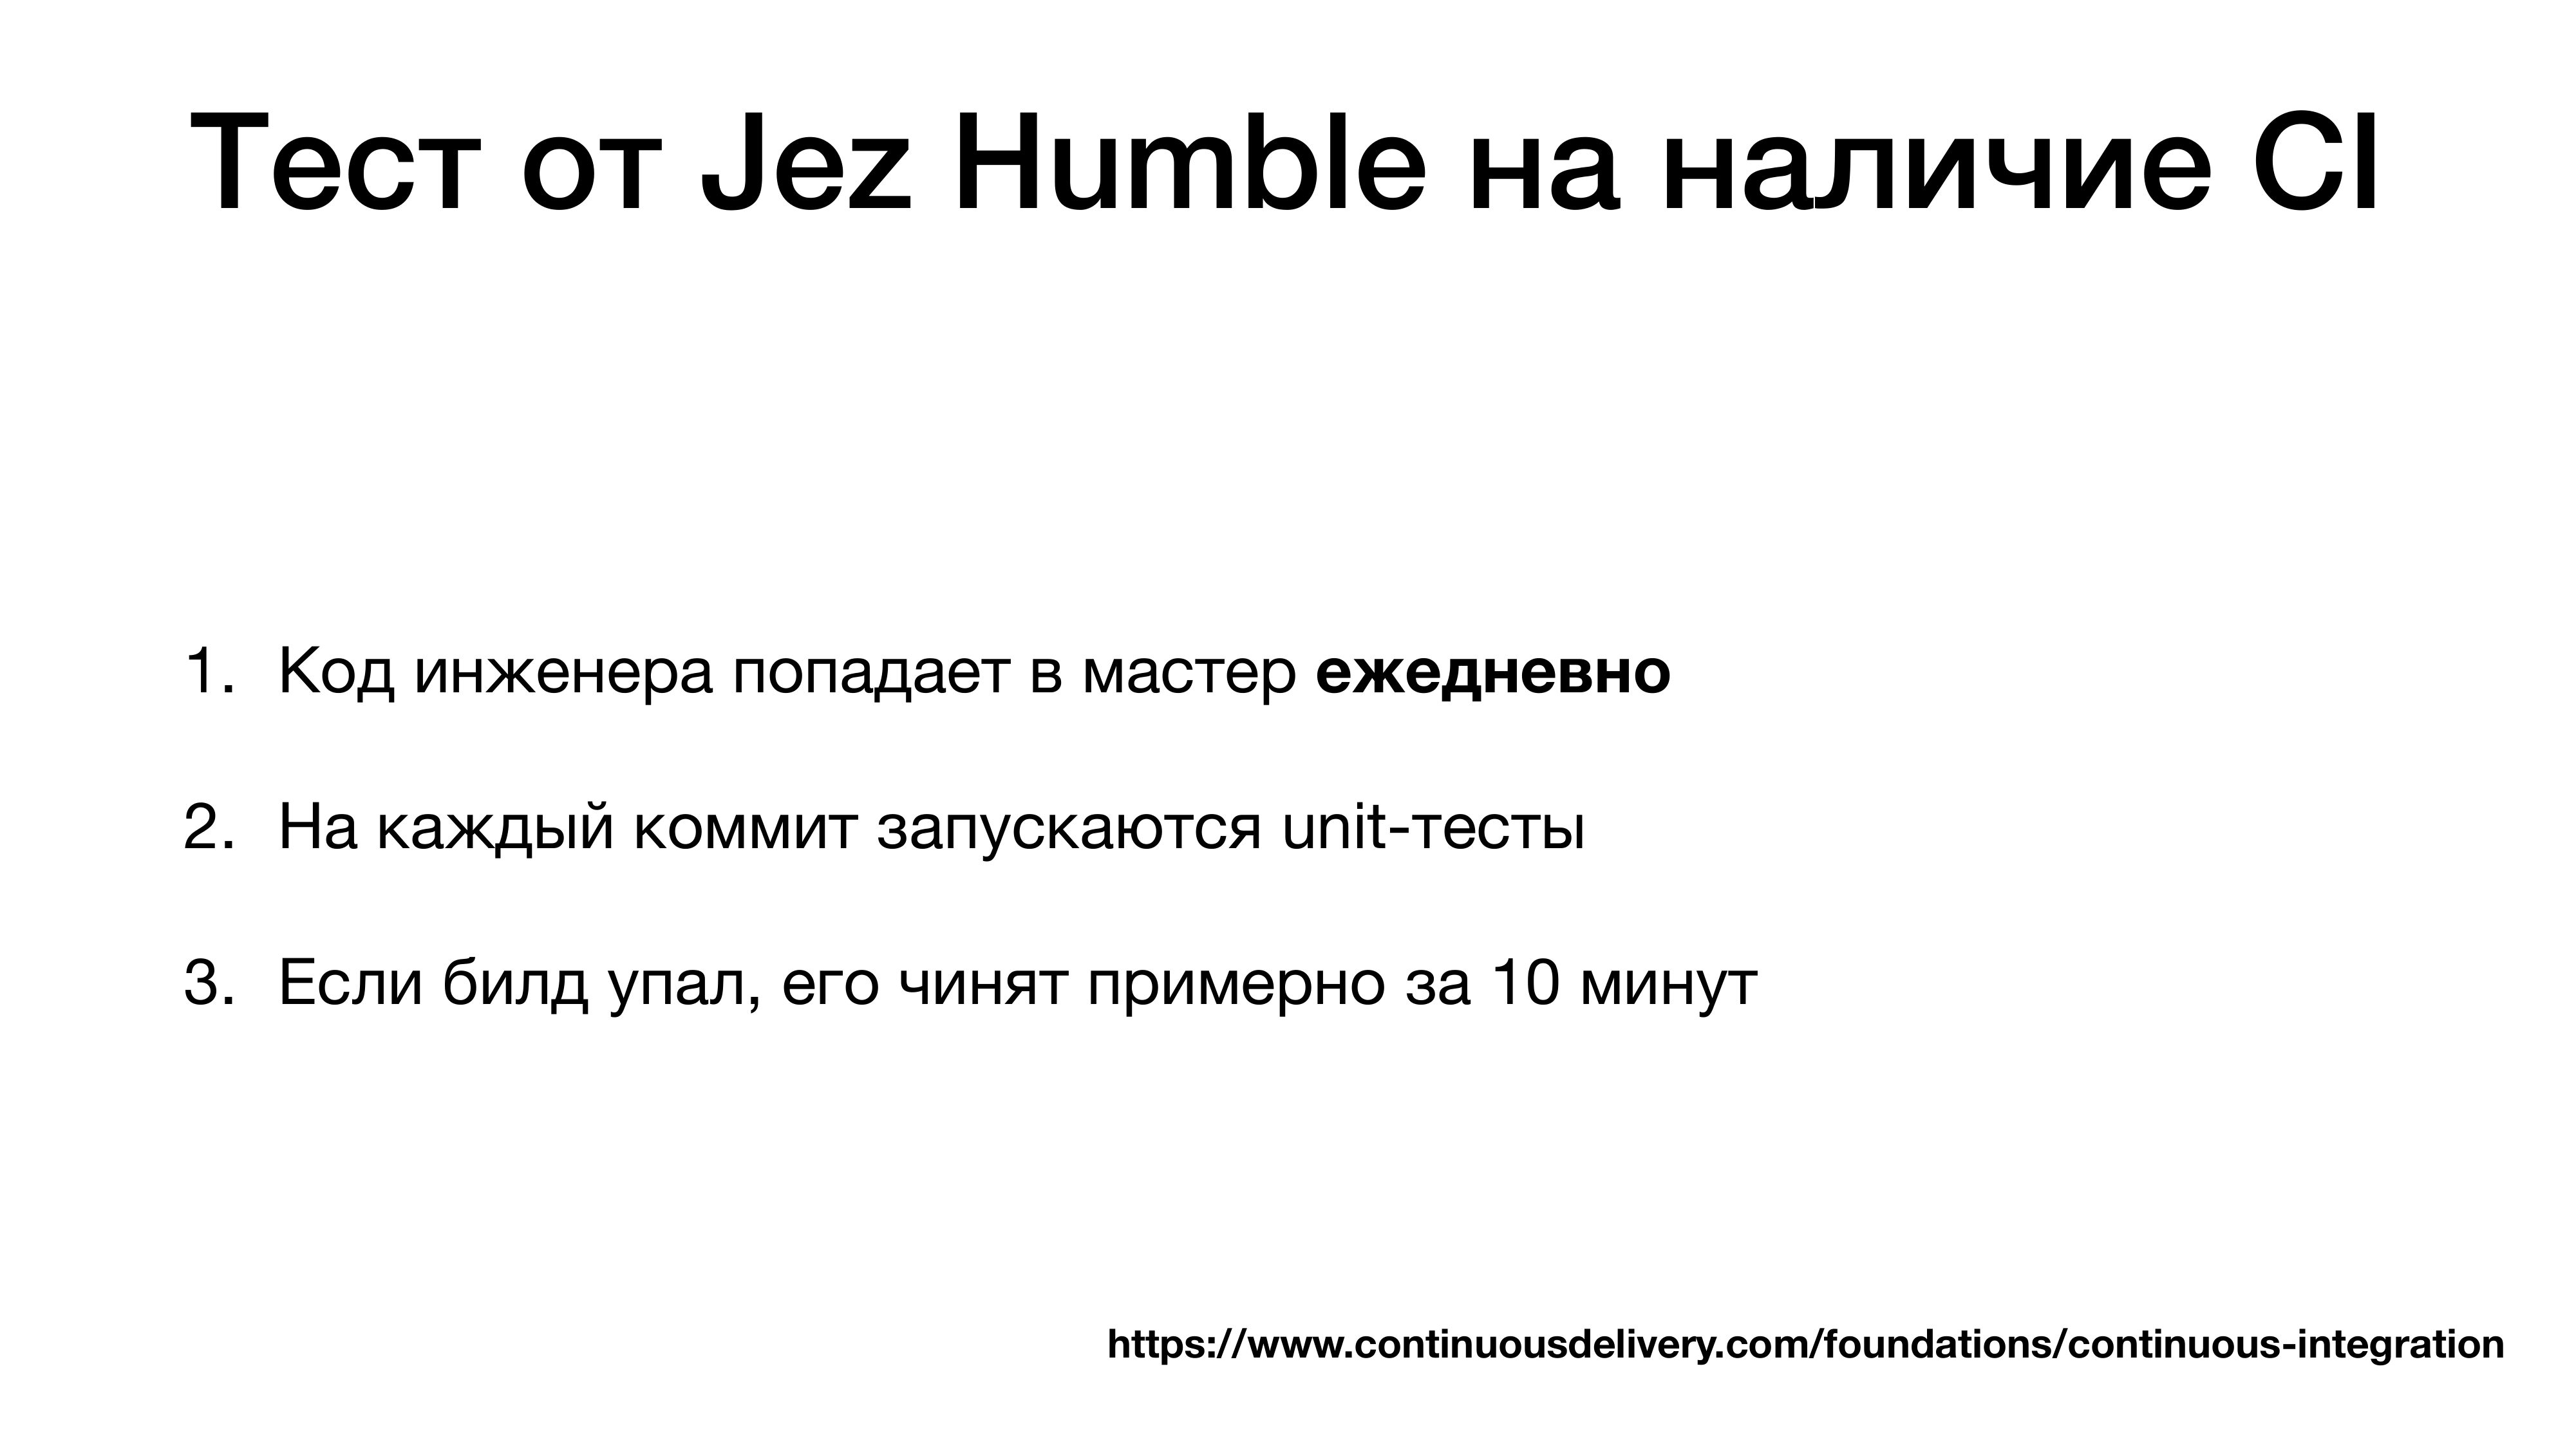 Тест от Jez Humble на наличие CI
1. Код инженера попадает в мастер ежедневно
2. На каждый коммит запускаются unit-тесты
3. Если билд упал, его чинят примерно за 10 минут
https://www.continuousdelivery.com/foundations/continuous-integration